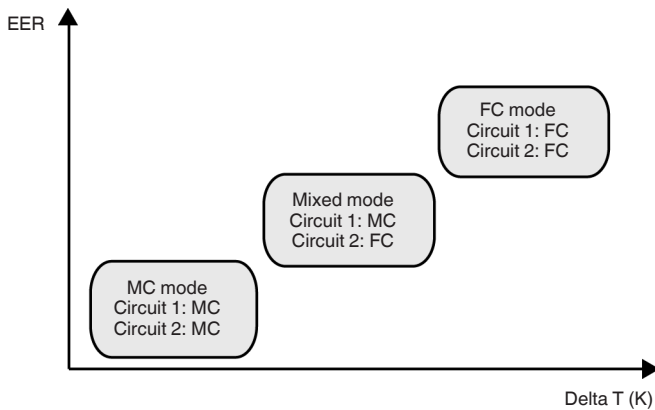 EER
FC mode
Circuit 1: FC
Circuit 2: FC
Mixed mode
Circuit 1: MC
Circuit 2: FC
MC mode
Circuit 1: MC
Circuit 2: MC
Delta T (K)